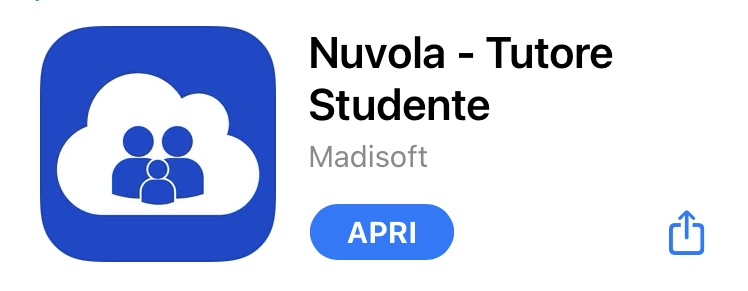 Nuvola - Tutore
Studente
Madisoft
APRI